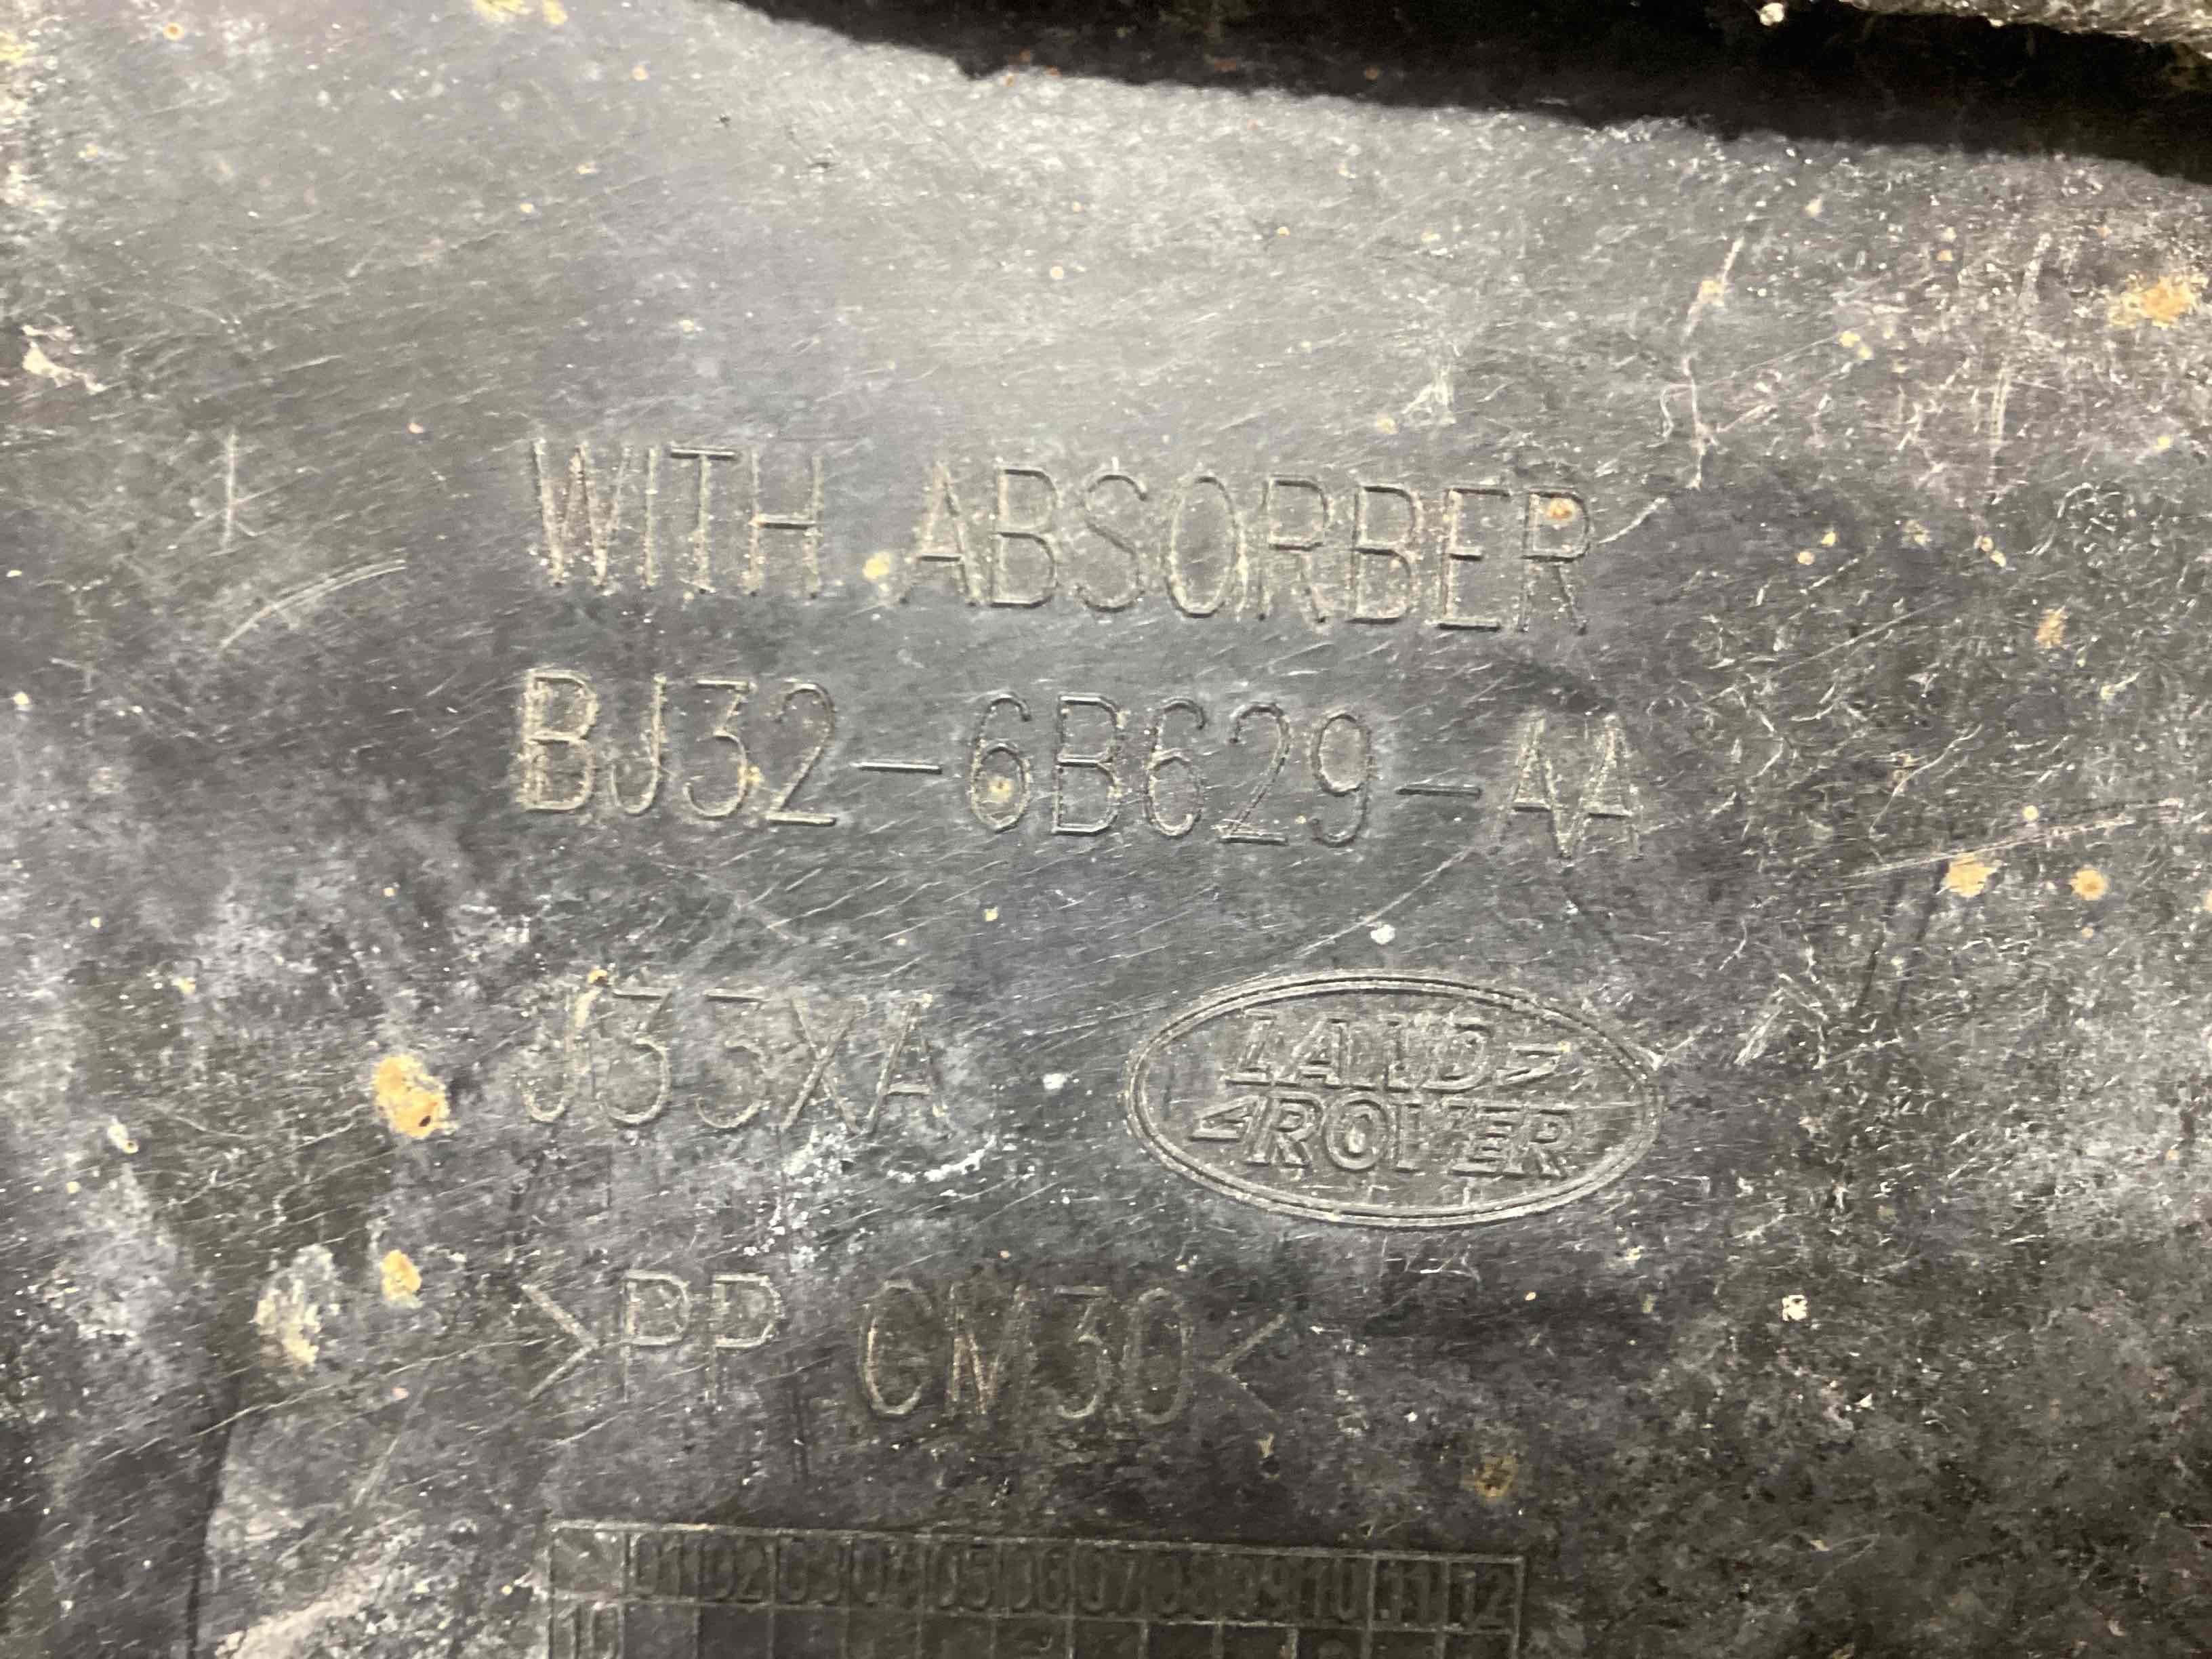 WITH ABSORBER
BJ32-6B629-AA
J33XA
LAND
ROVER
>PP GM30<
01 02 03 04 05 06 07 08 09 10 11 12
10